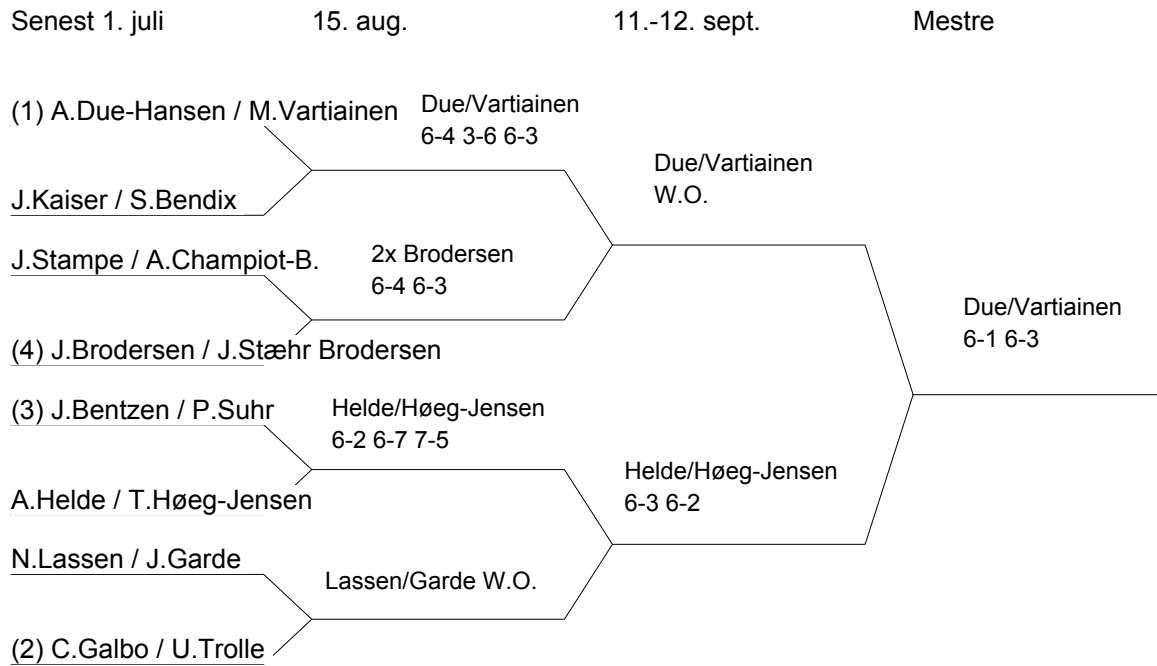 Senest 1. juli
15. aug.
11.-12. sept.
Mestre
(1) A.Due-Hansen / M.Vartiainen
Due/Vartiainen
6-4 3-6 6-3
Due/Vartiainen
W.O.
J.Kaiser / S.Bendix
J.Stampe / A.Champiot-B.
2x Brodersen
6-4 6-3
Due/Vartiainen
6-1 6-3
(4) J.Brodersen / J.Stæhr Brodersen
(3) J.Bentzen / P.Suhr
Helde/Høeg-Jensen
6-2 6-7 7-5
Helde/Høeg-Jensen
6-3 6-2
A.Helde / T.Høeg-Jensen
N.Lassen / J.Garde
Lassen/Garde W.O.
(2) C.Galbo / U.Trolle